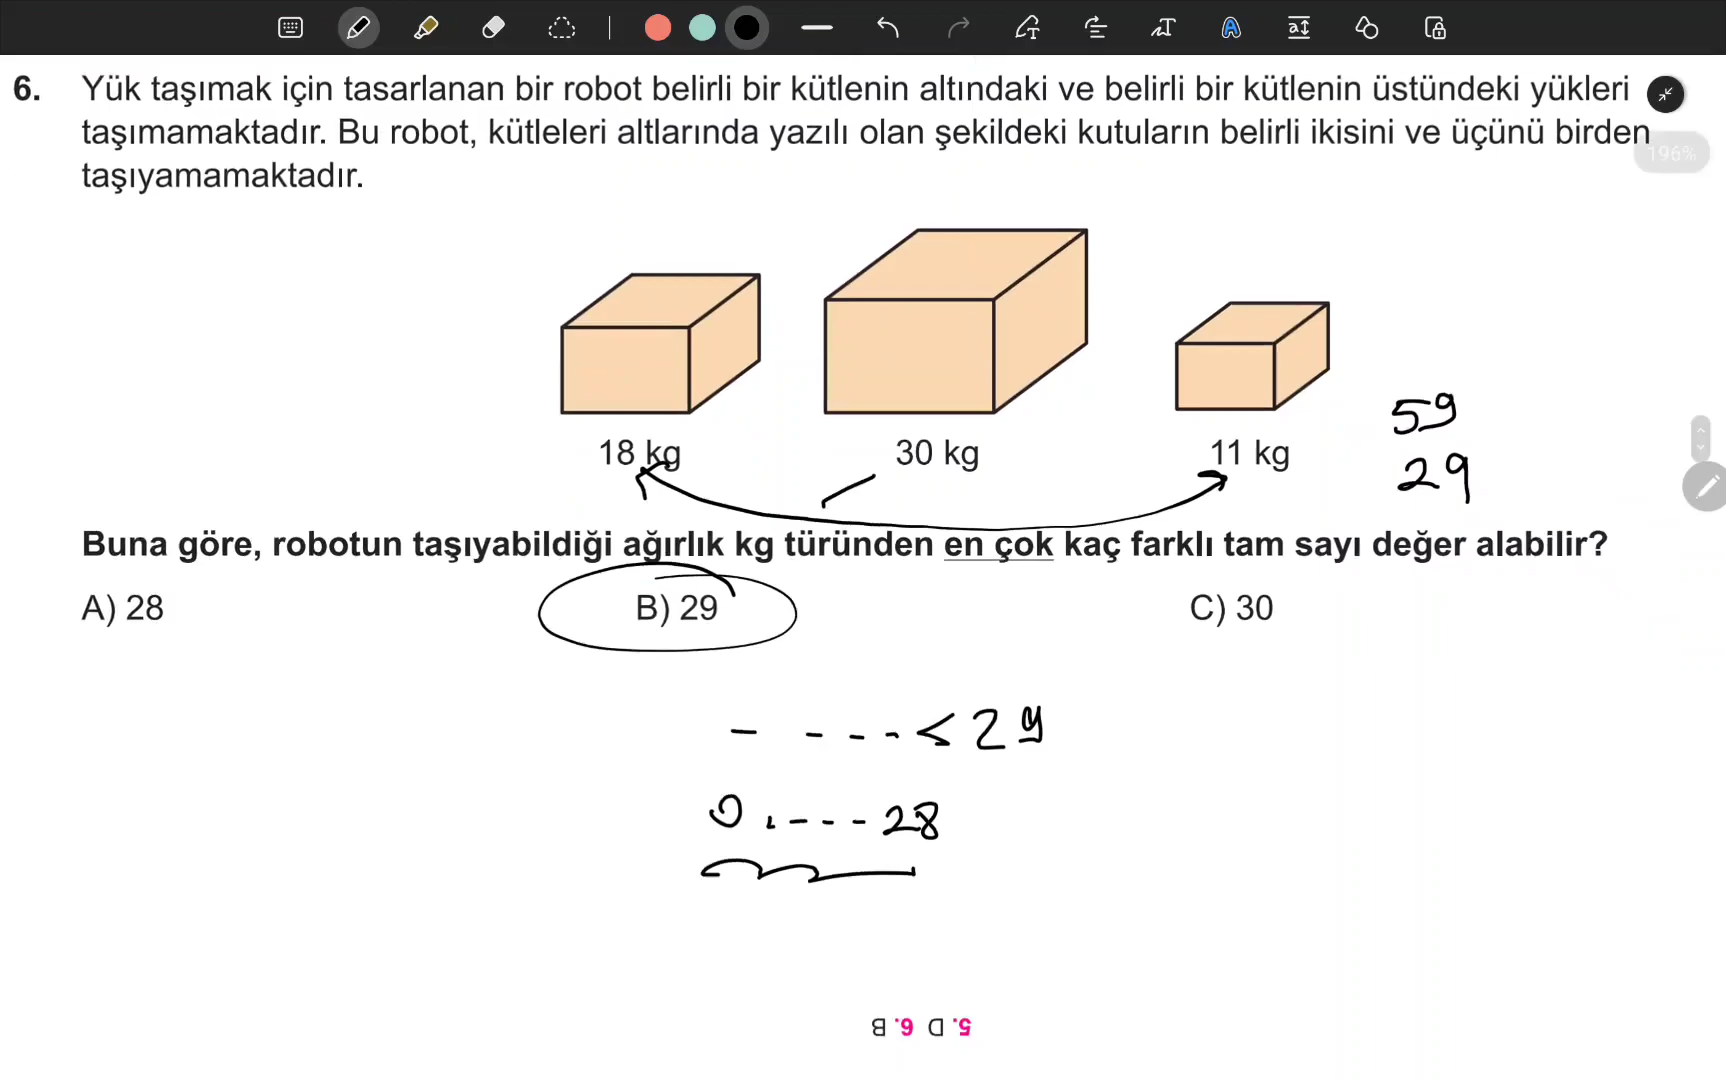 6. Yük taşımak için tasarlanan bir robot belirli bir kütlenin altındaki ve belirli bir kütlenin üstündeki yükleri
taşımamaktadır. Bu robot, kütleleri altlarında yazılı olan şekildeki kutuların belirli ikisini ve üçünü birden
196%
taşıyamamaktadır.
59
18 kg 30 kg 11 kg
29
Buna göre, robotun taşıyabildiği ağırlık kg türünden en çok kaç farklı tam sayı değer alabilir?
A) 28 B) 29 C) 30
- - - - < 29
0 . - - - 28
5. D 6. B